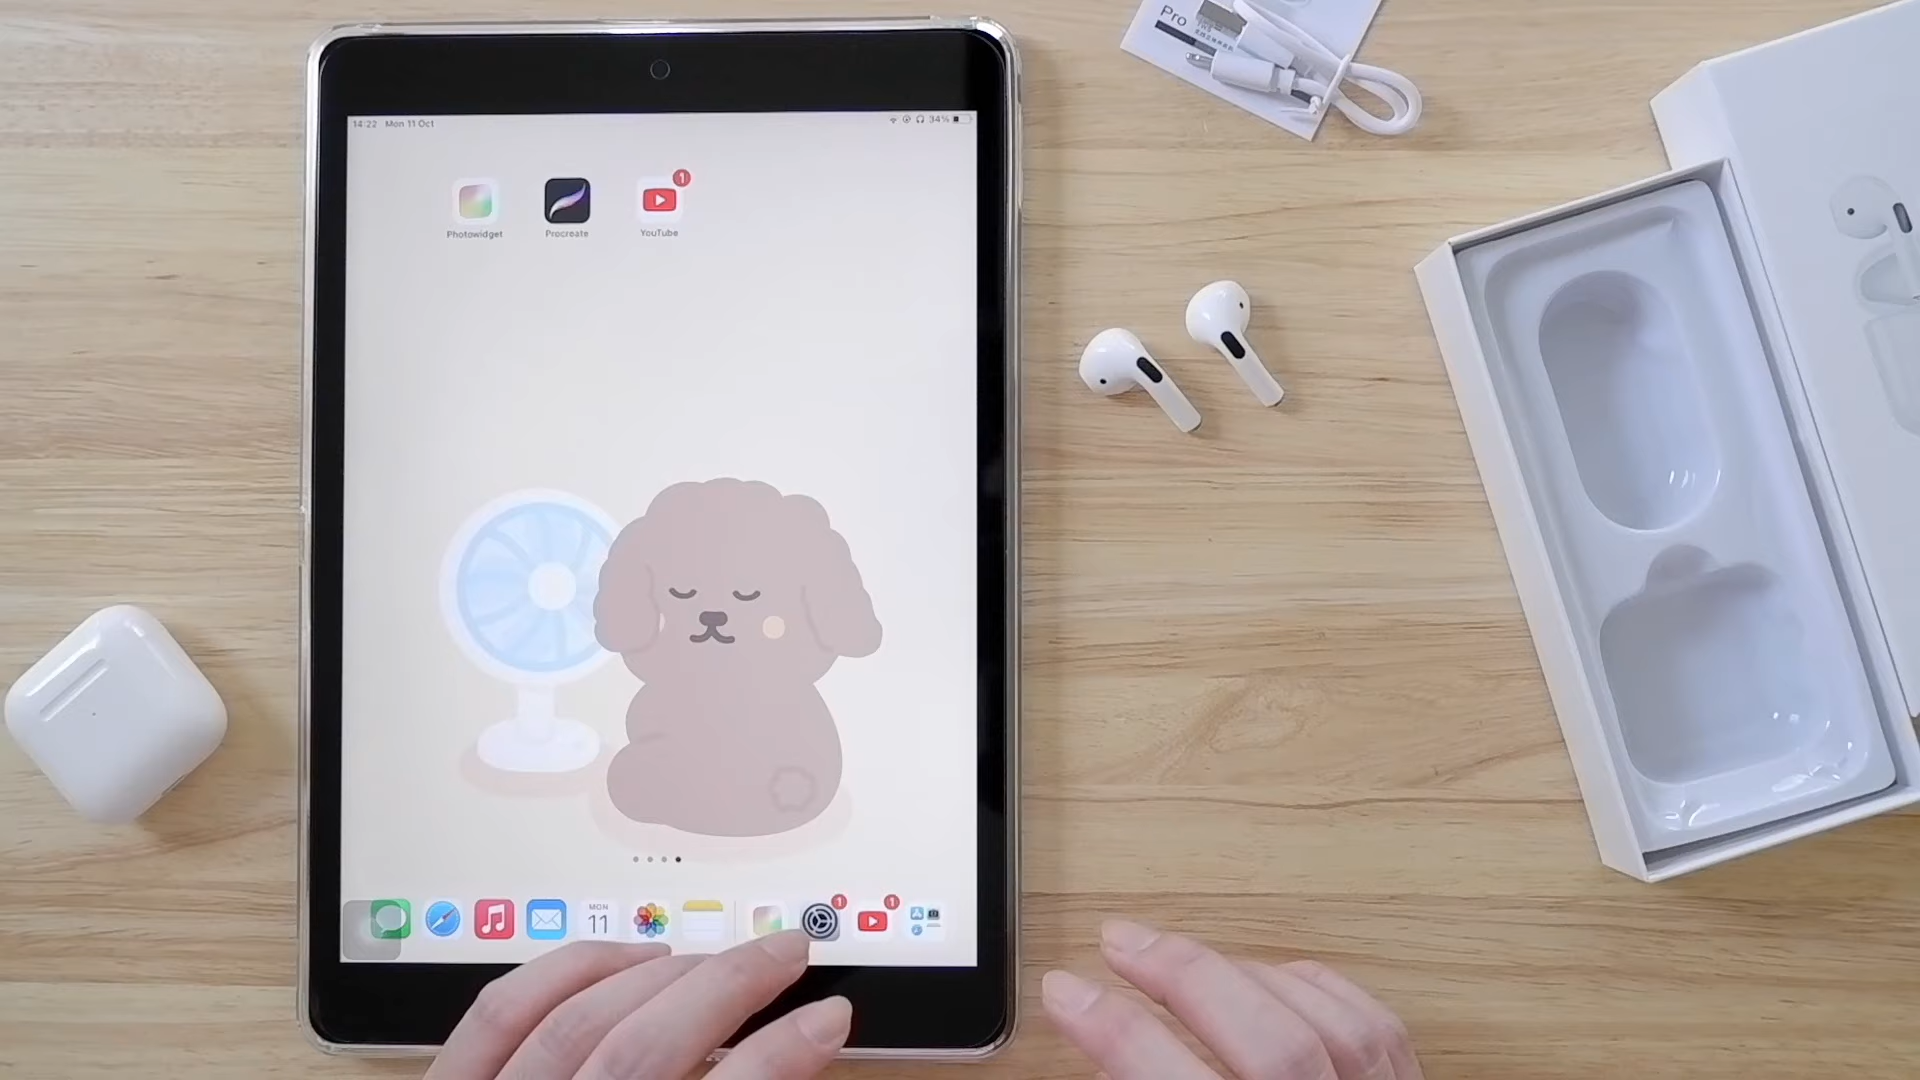 14:22 Mon 11 Oct
34%
Pro
1
Photowidget
Procreate
YouTube
MON
11
1
1